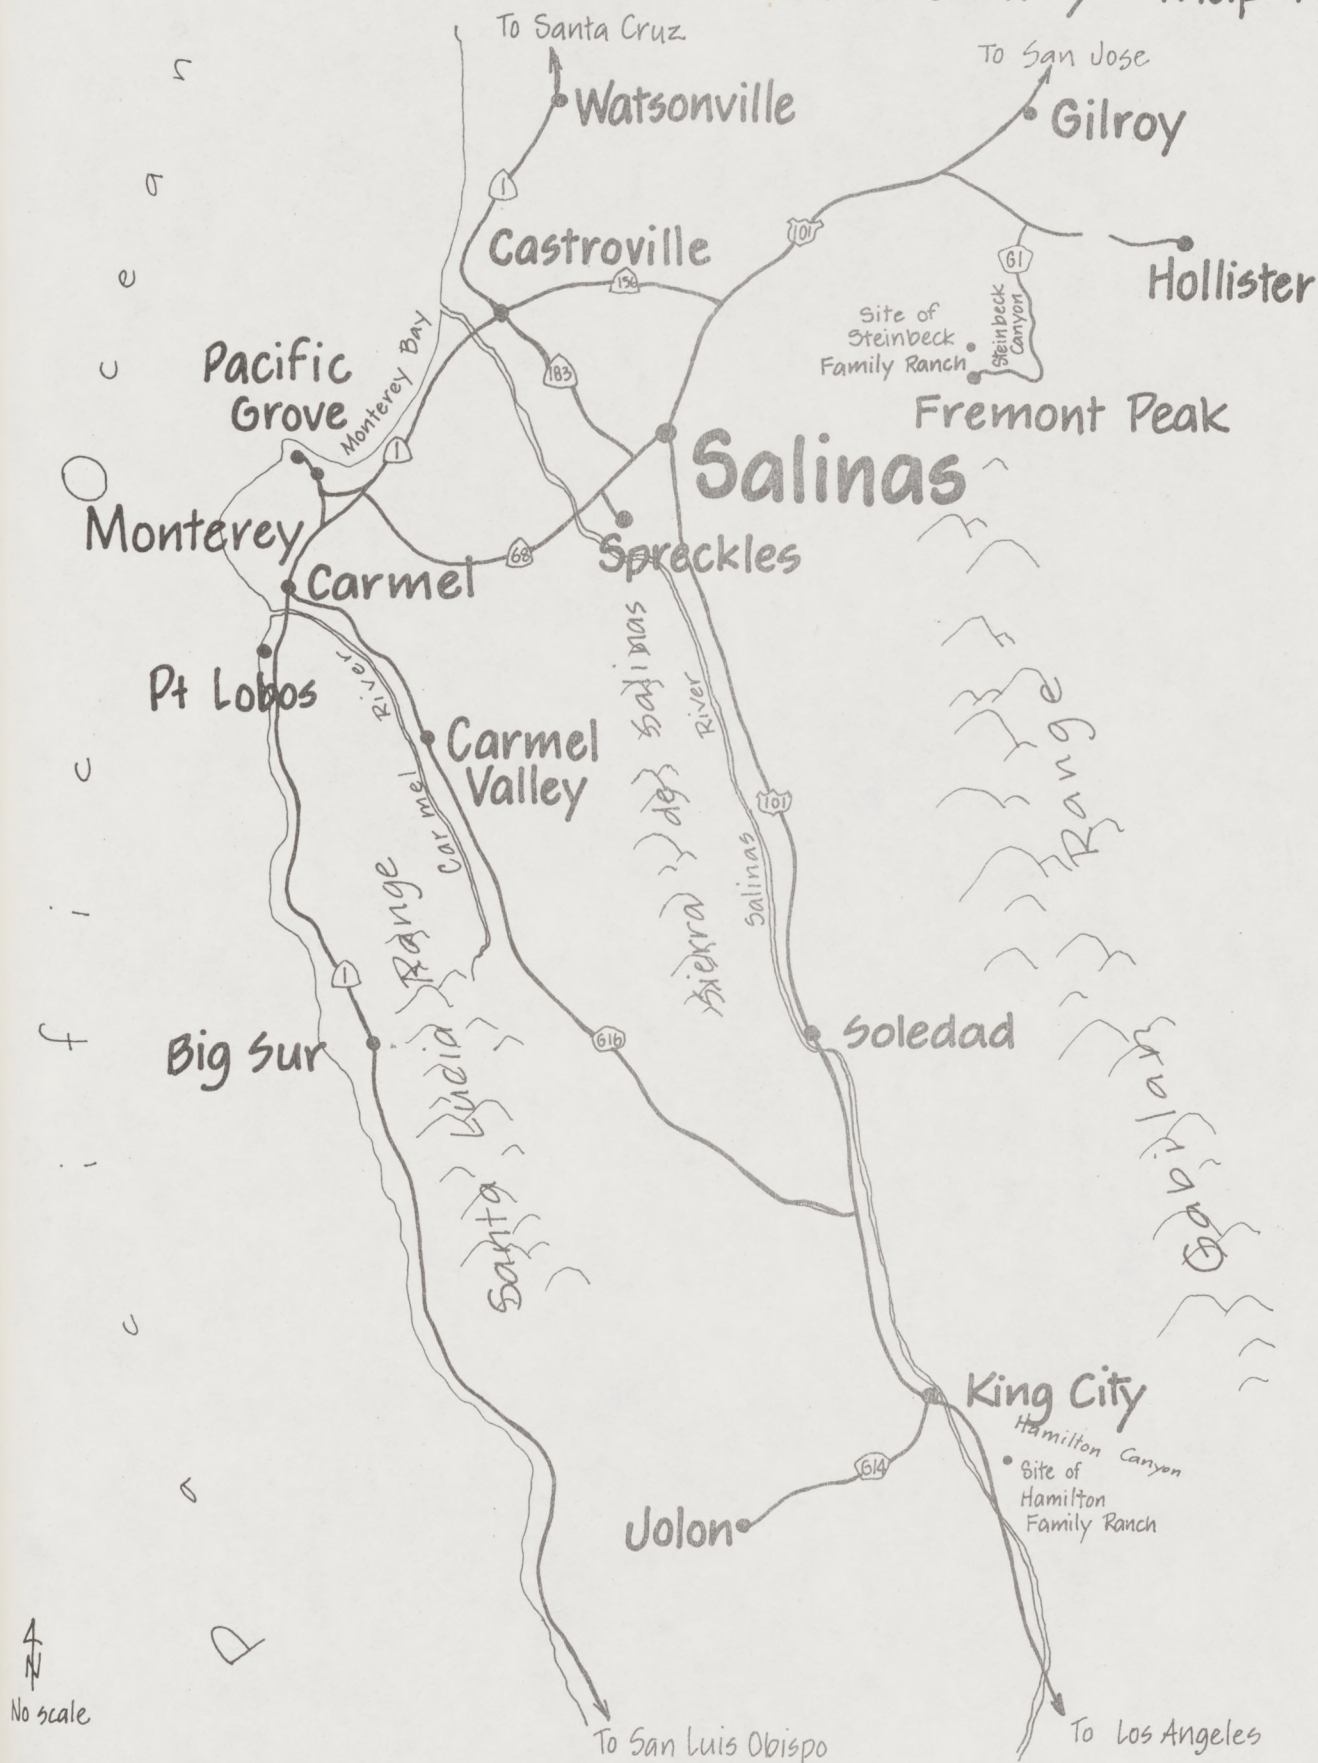 To Santa Cruz
To San Jose
Watsonville
Gilroy
1
101
Castroville
156
G1
Hollister
Steinbeck
Canyon
Site of
Steinbeck
Family Ranch
Pacific
Grove
Monterey Bay
183
1
Fremont Peak
Salinas
Monterey
68
Spreckles
Carmel
Pt Lobos
Carmel River
Carmel
Valley
Sierra de Salinas
Salinas River
101
Gabilan Range
Santa Lucia Range
1
Big Sur
G16
Soledad
Pacific Ocean
King City
Hamilton Canyon
Site of
Hamilton
Family Ranch
G14
Jolon
N
No scale
To San Luis Obispo
To Los Angeles